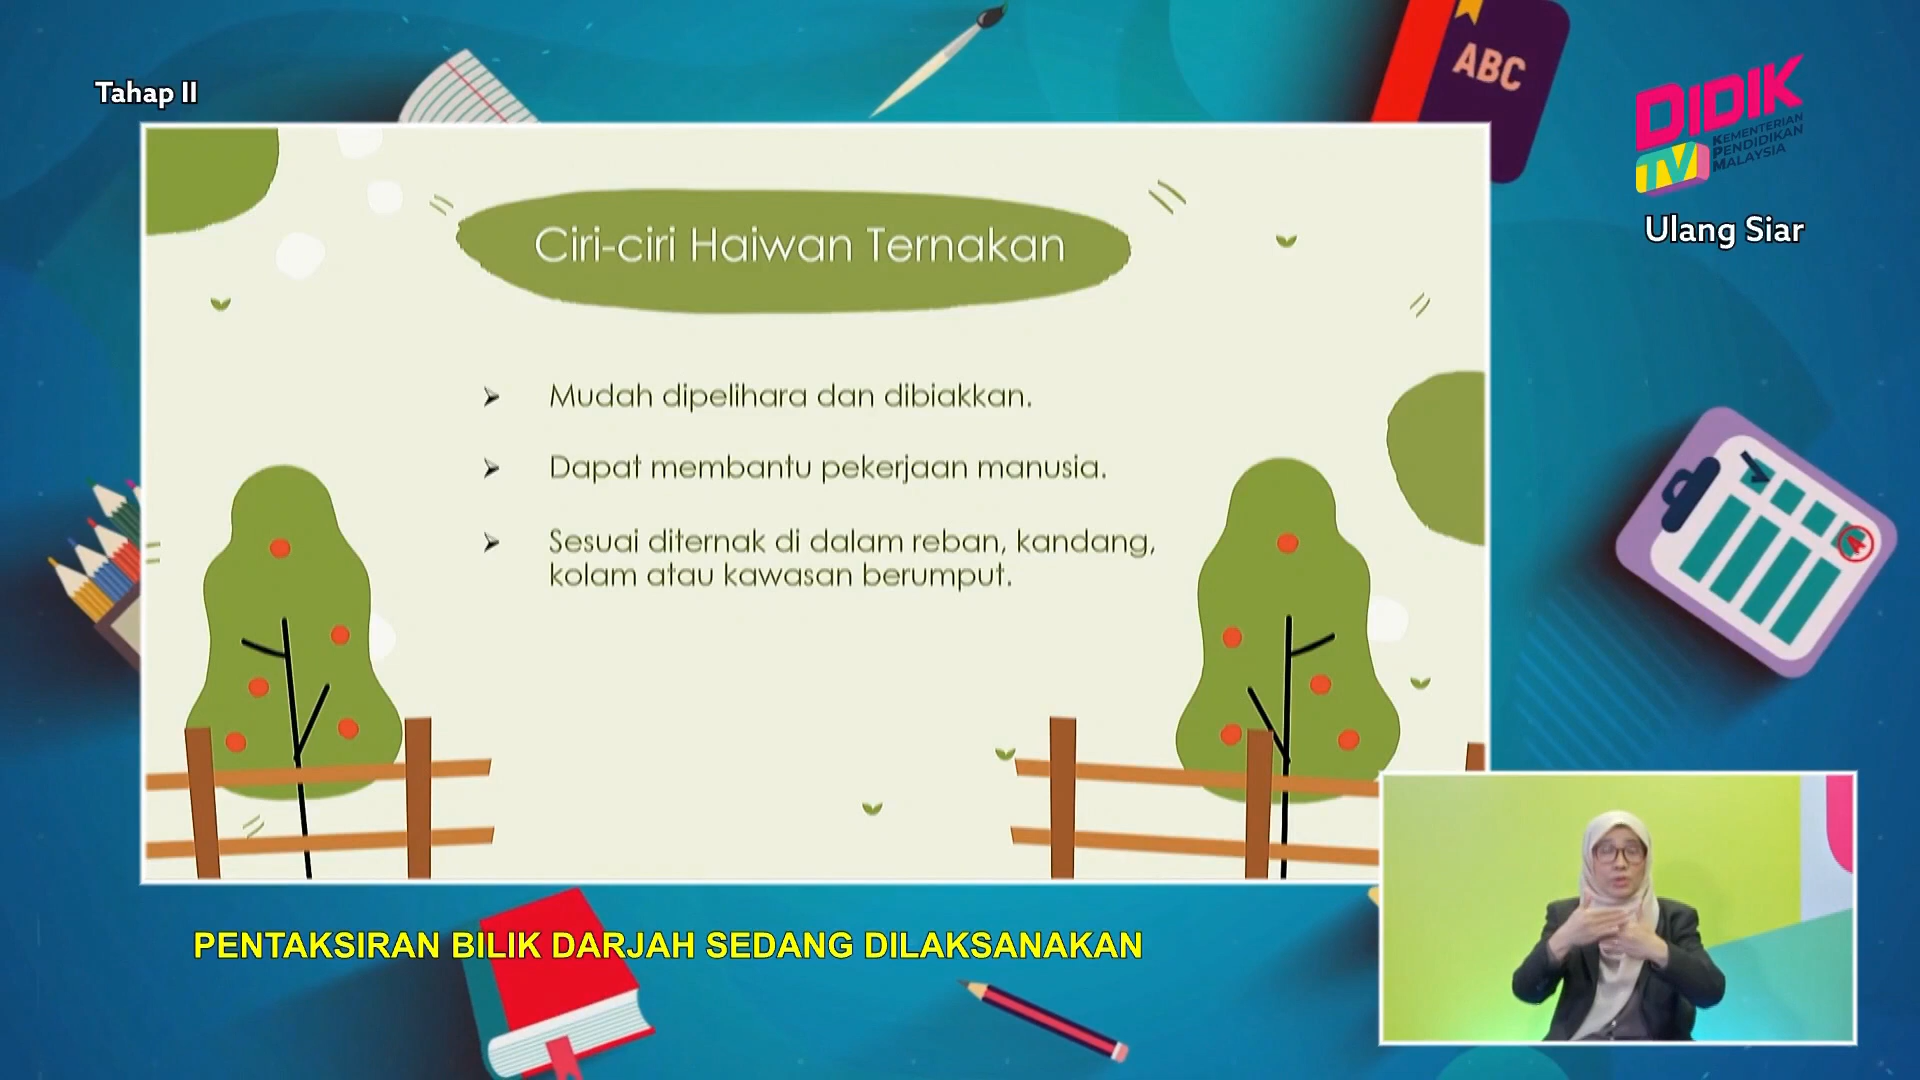 Tahap II
ABC
DIDIK
TV
KEMENTERIAN
PENDIDIKAN
MALAYSIA
Ulang Siar
Ciri-ciri Haiwan Ternakan
Mudah dipelihara dan dibiakkan.
Dapat membantu pekerjaan manusia.
Sesuai diternak di dalam reban, kandang,
kolam atau kawasan berumput.
A
PENTAKSIRAN BILIK DARJAH SEDANG DILAKSANAKAN